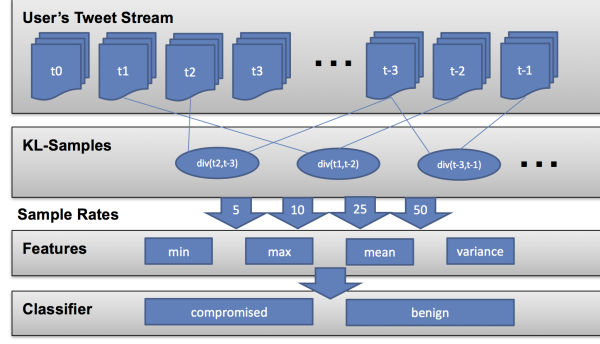 User's Tweet Stream
t0 t1 t2 t3 ... t-3 t-2 t-1
KL-Samples
div(t2,t-3) div(t1,t-2) div(t-3,t-1) ...
Sample Rates 5 10 25 50
Features min max mean variance
Classifier compromised benign